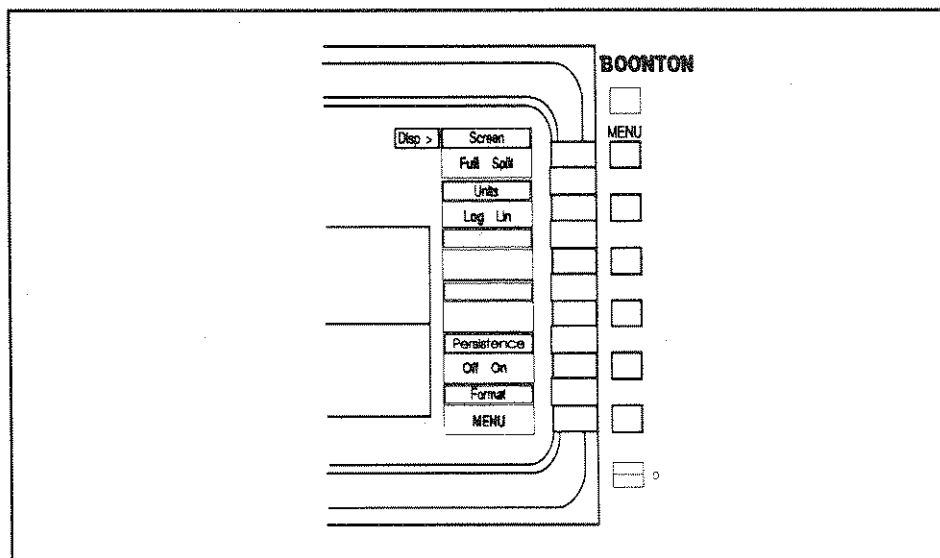 BOONTON
MENU
Disp > Screen
Full Split
Units
Log Lin
Persistence
Off On
Format
MENU